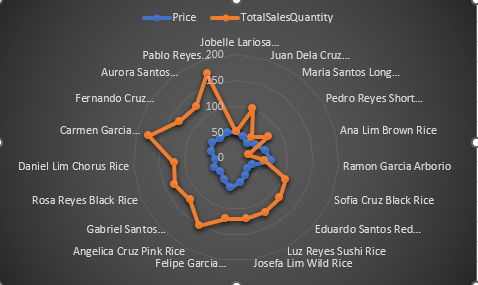 Price TotalSalesQuantity
Jobelle Lariosa...
Pablo Reyes... Juan Dela Cruz...
Aurora Santos... Maria Santos Long...
Fernando Cruz... Pedro Reyes Short...
Carmen Garcia... Ana Lim Brown Rice
Daniel Lim Chorus Rice Ramon Garcia Arborio
Rosa Reyes Black Rice Sofia Cruz Black Rice
Gabriel Santos... Eduardo Santos Red...
Angelica Cruz Pink Rice Luz Reyes Sushi Rice
Felipe Garcia... Josefa Lim Wild Rice
200
150
100
50
0